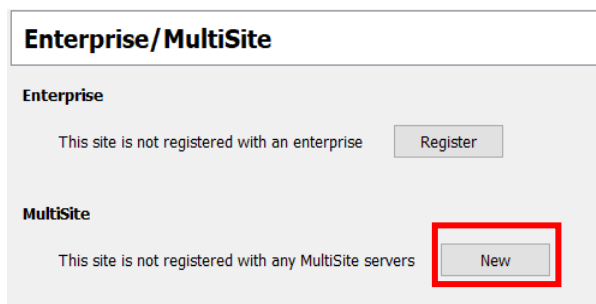 Enterprise/MultiSite
Enterprise
This site is not registered with an enterprise Register
MultiSite
This site is not registered with any MultiSite servers New